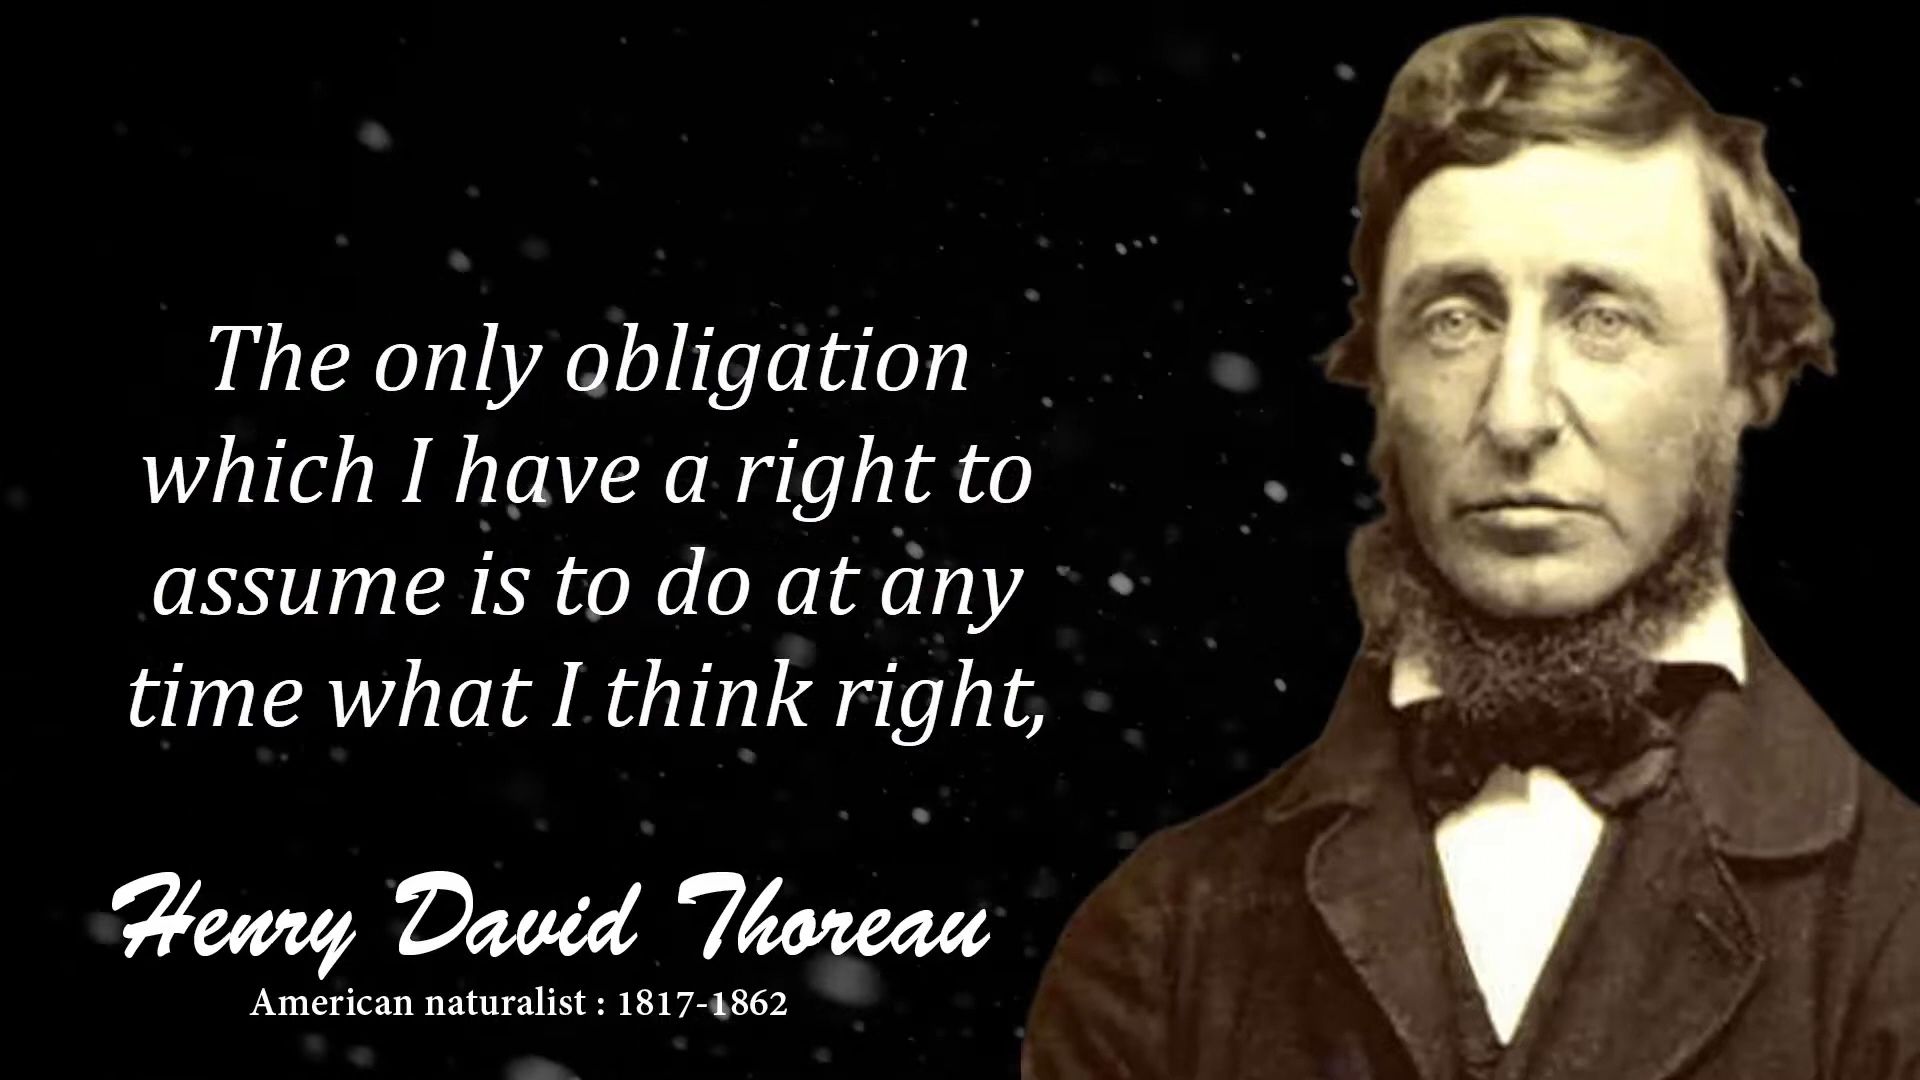 The only obligation
which I have a right to
assume is to do at any
time what I think right,
Henry David Thoreau
American naturalist : 1817-1862